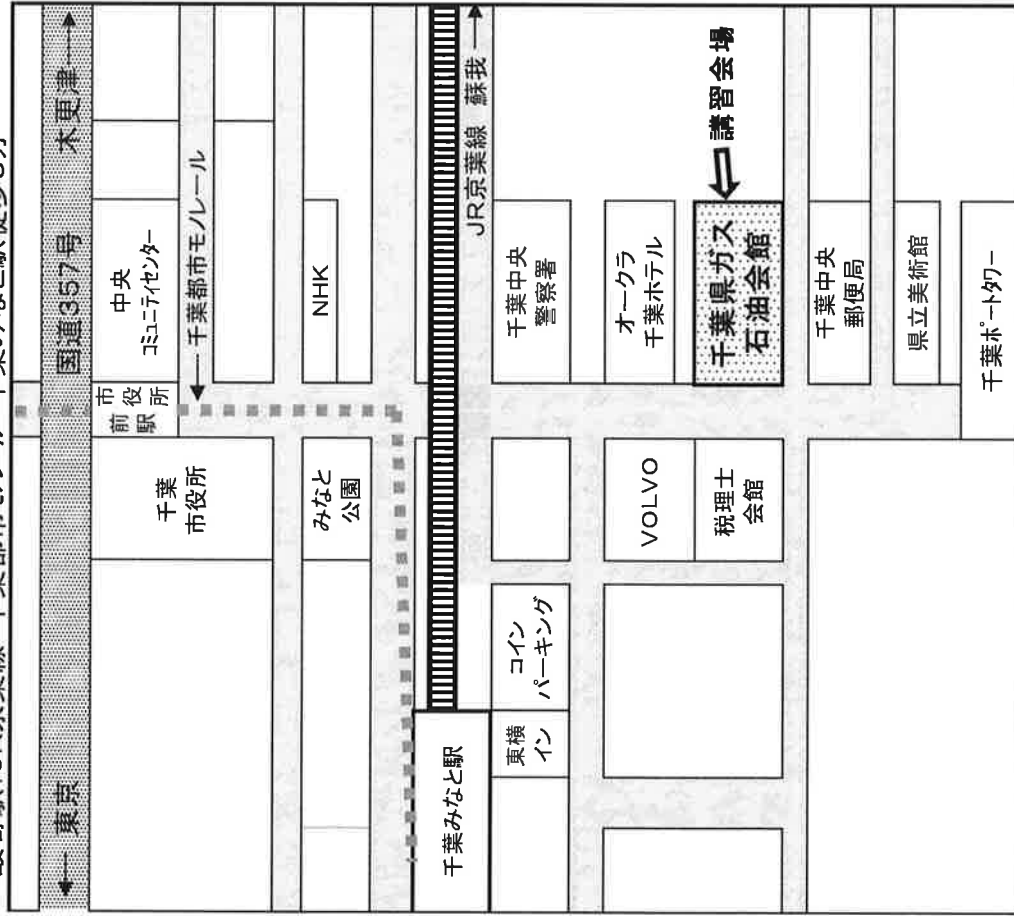 ← 東京
国道357号
木更津 →
千葉
市役所
市役所
前駅
中央
コミュニティセンター
← 千葉都市モノレール
みなと
公園
NHK
千葉みなと駅
JR京葉線 蘇我 →
東横
イン
コイン
パーキング
千葉中央
警察署
VOLVO
オークラ
千葉ホテル
税理士
会館
千葉県ガス
石油会館
講習会場
千葉中央
郵便局
県立美術館
千葉ポートタワー